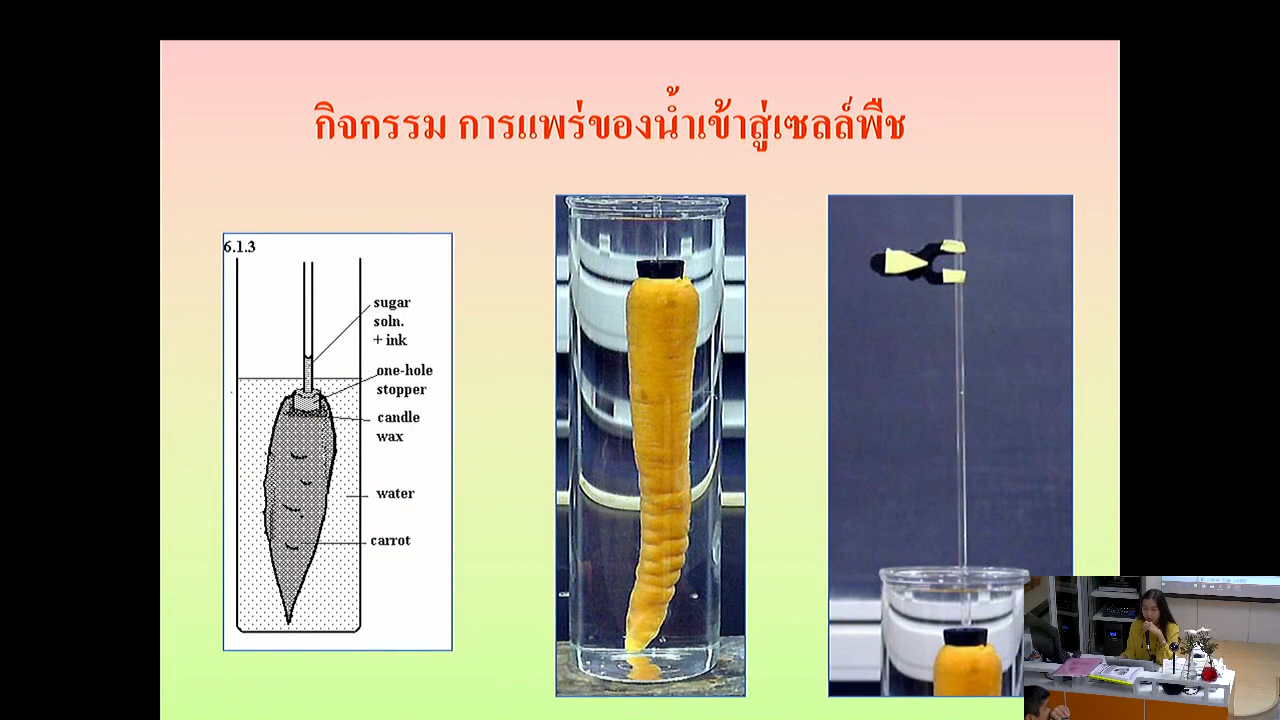 กิจกรรม การแพร่ของน้ำเข้าสู่เซลล์พืช
6.1.3
sugar
soln.
+ ink
one-hole
stopper
candle
wax
water
carrot